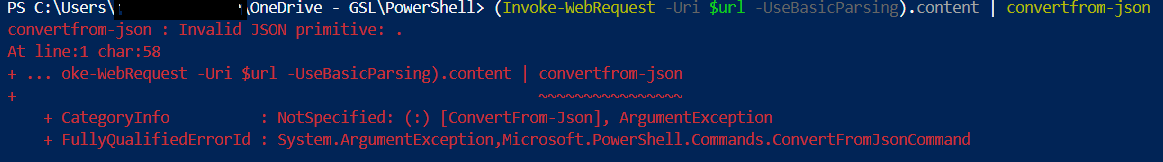 PS C:\Users\ \OneDrive - GSL\PowerShell> (Invoke-WebRequest -Uri $url -UseBasicParsing).content | convertfrom-json
convertfrom-json : Invalid JSON primitive: .
At line:1 char:58
+ ... oke-WebRequest -Uri $url -UseBasicParsing).content | convertfrom-json
+                                                          ~~~~~~~~~~~~~~~~
    + CategoryInfo          : NotSpecified: (:) [ConvertFrom-Json], ArgumentException
    + FullyQualifiedErrorId : System.ArgumentException,Microsoft.PowerShell.Commands.ConvertFromJsonCommand